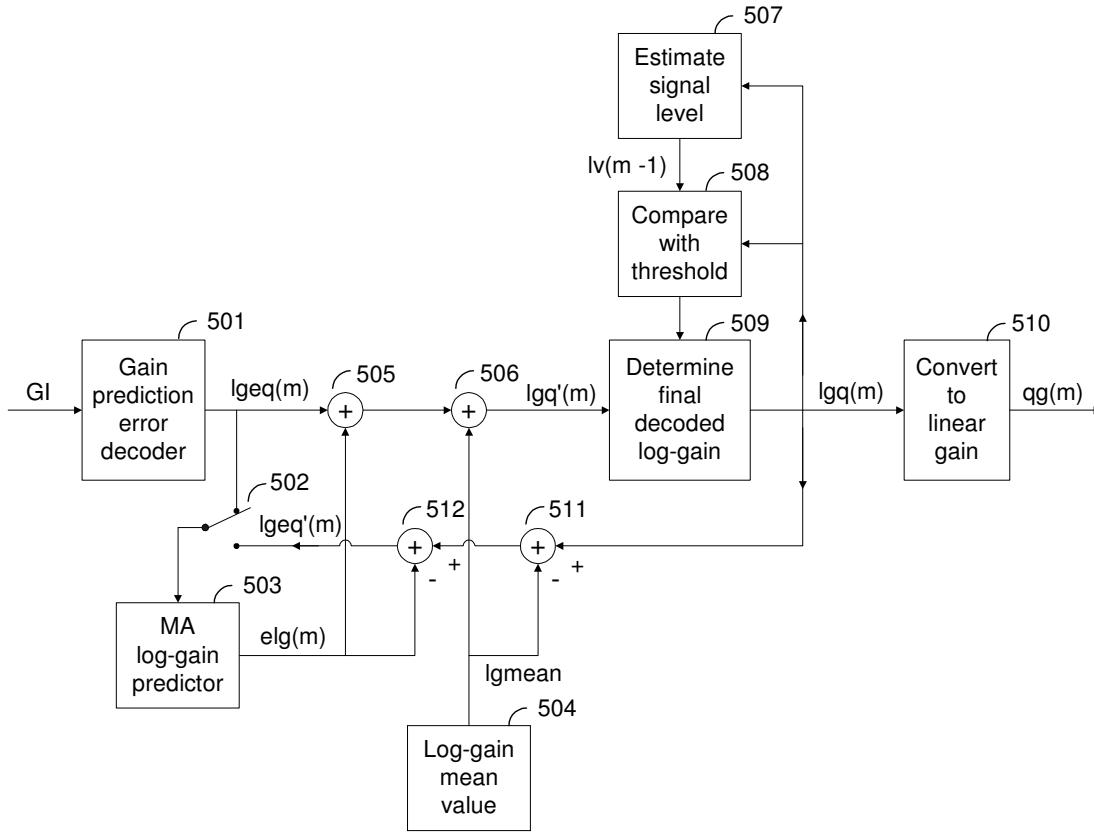 507
Estimate
signal
level
lv(m -1)
508
Compare
with
threshold
501
Gain
prediction
error
decoder
GI
lgeq(m)
505
+
506
+
lgq'(m)
509
Determine
final
decoded
log-gain
lgq(m)
510
Convert
to
linear
gain
qg(m)
502
lgeq'(m)
512
+
-
+
511
+
-
+
503
MA
log-gain
predictor
elg(m)
lgmean
504
Log-gain
mean
value